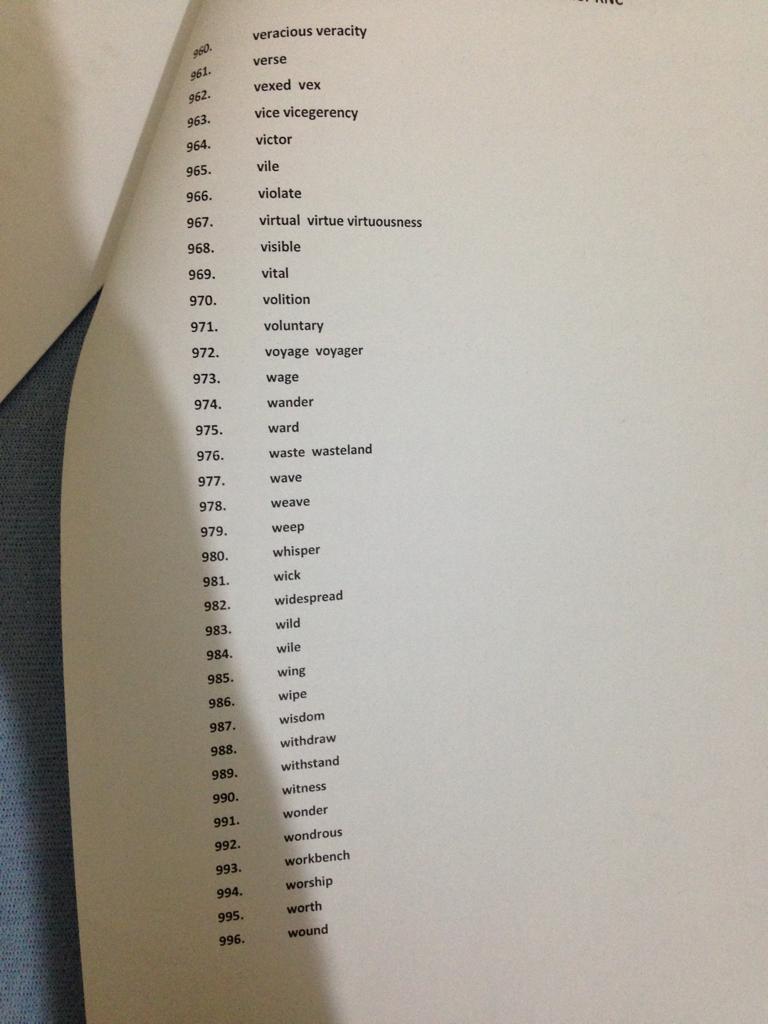 960. veracious veracity
961. verse
962. vexed vex
963. vice vicegerency
964. victor
965. vile
966. violate
967. virtual virtue virtuousness
968. visible
969. vital
970. volition
971. voluntary
972. voyage voyager
973. wage
974. wander
975. ward
976. waste wasteland
977. wave
978. weave
979. weep
980. whisper
981. wick
982. widespread
983. wild
984. wile
985. wing
986. wipe
987. wisdom
988. withdraw
989. withstand
990. witness
991. wonder
992. wondrous
993. workbench
994. worship
995. worth
996. wound